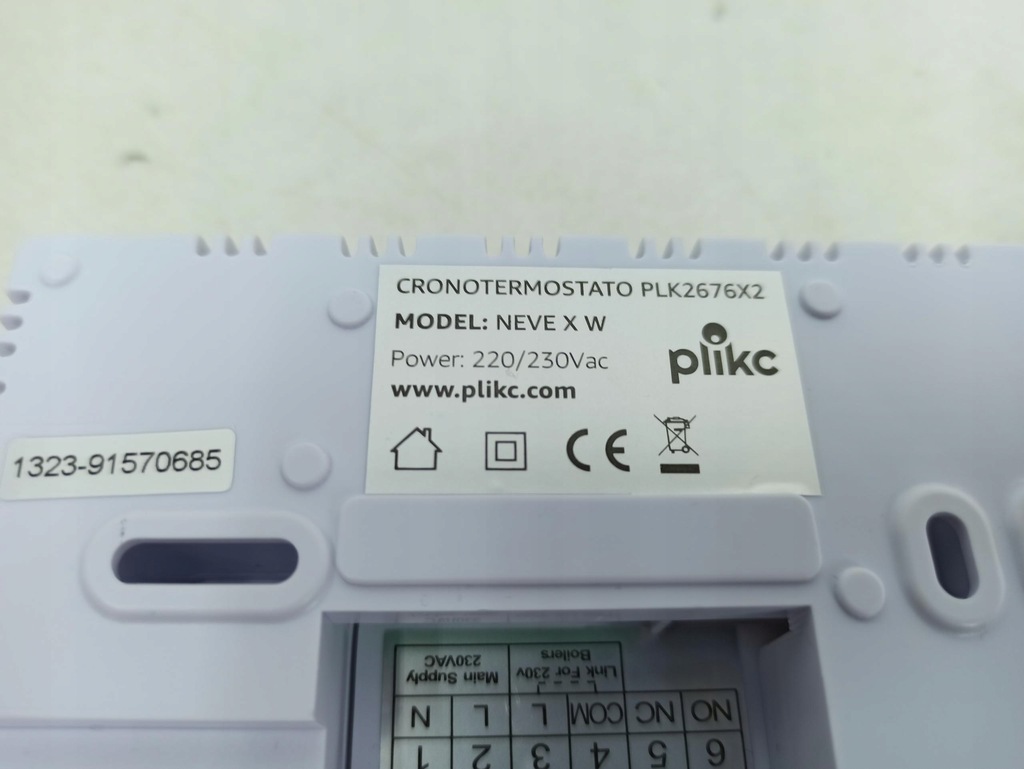 CRONOTERMOSTATO PLK2676X2
MODEL: NEVE X W
Power: 220/230Vac
www.plikc.com
plikc
CE
1323-91570685
6 5 4 3 2 1
NO NC COM L L N
Link For 230v
Boilers
Main Supply
230VAC